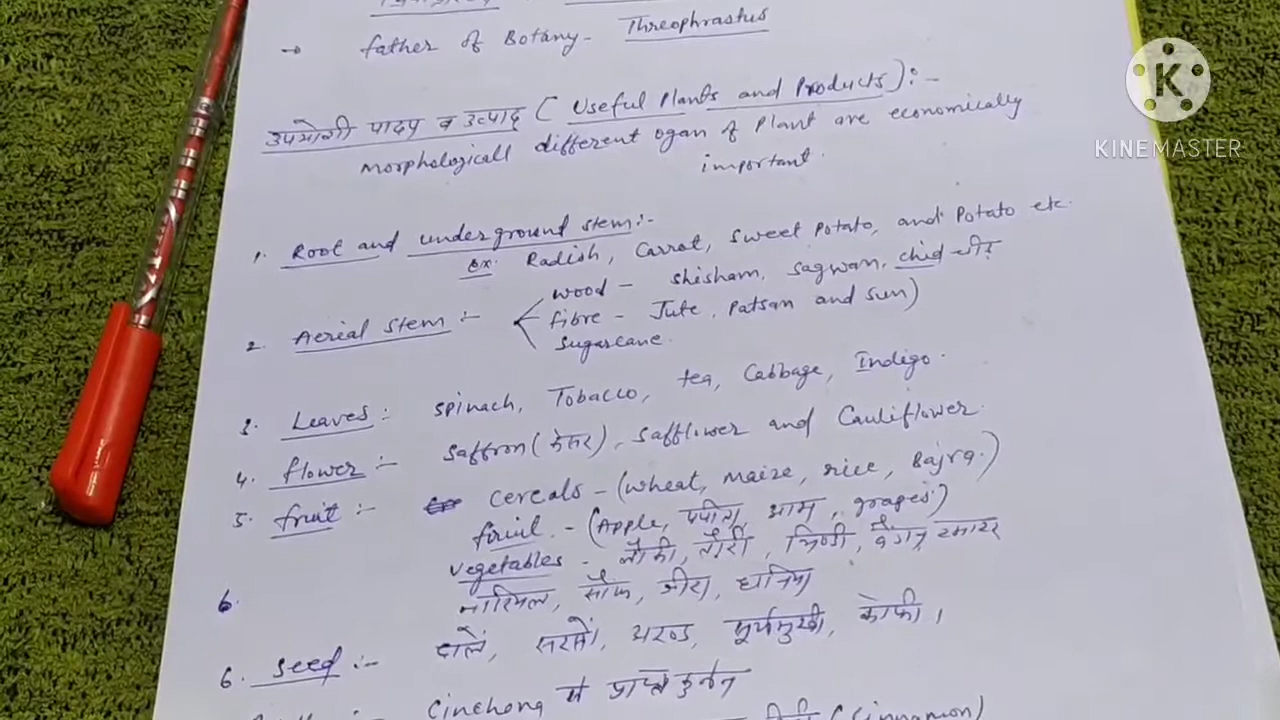 → father of Botany - Threophrastus
उपयोगी पादप व उत्पाद ( Useful Plants and Products ) :-
morphologicall different ogan of Plant are economically
important.
1. Root and underground stem :-
ex. Radish, Carrot, sweet potato, and Potato etc.
wood - shisham, sagwan, chid चीड़
2. Aerial stem :- fibre - Jute, Patsan and sun)
sugarcane.
3. Leaves :- spinach, Tobacco, tea, Cabbage, Indigo.
4. flower :- saffron (केसर), safflower and Cauliflower.
5. fruit :- cereals - (wheat, maize, rice, Bajra.)
fruit - (Apple, पपीता, आम, grapes)
vegetables - लौकी, तौरी, भिण्डी, बैंगन, टमाटर
6. नारियल, सौंफ, जीरा, धनिया
6. seed :- दालें, सरसों, अरण्ड, सूर्यमुखी, कोफी।
Cinchona से प्राप्त कुनैन
(Cinnamon)
K
KINEMASTER